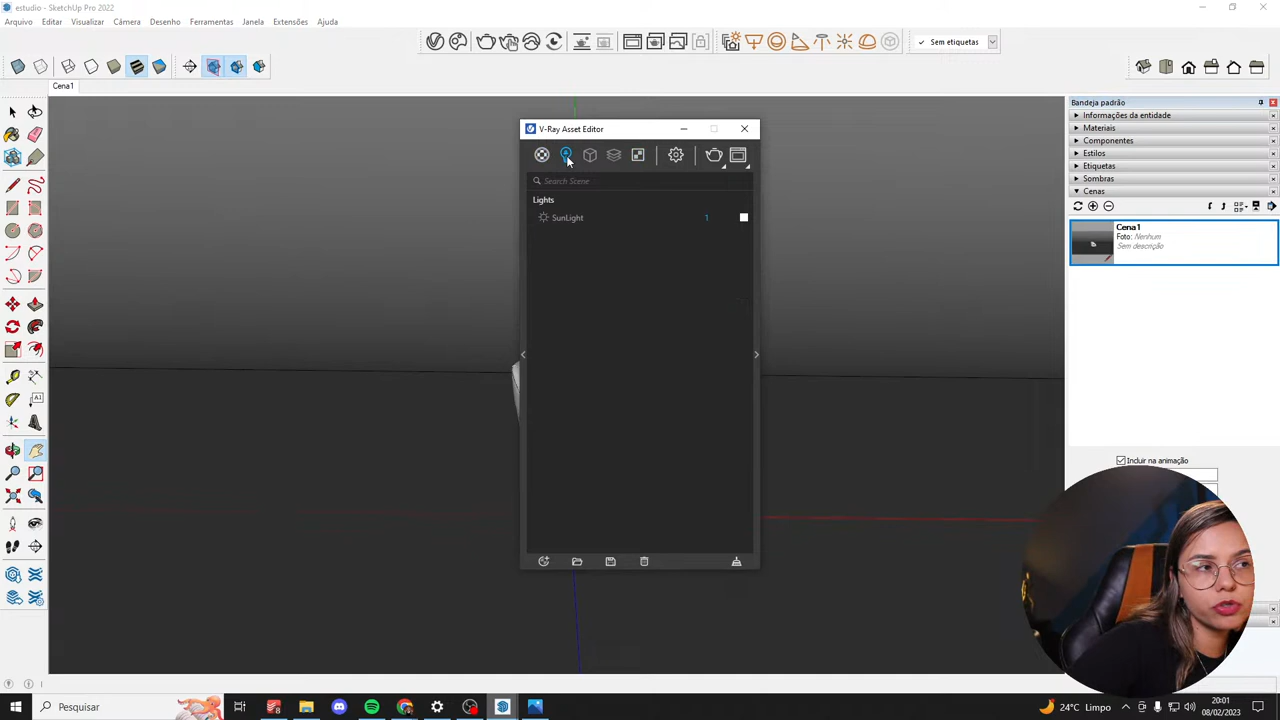 estudio - SketchUp Pro 2022
Arquivo Editar Visualizar Câmera Desenho Ferramentas Janela Extensões Ajuda
Sem etiquetas
Cena1
Bandeja padrão
Informações da entidade
Materiais
Componentes
Estilos
Etiquetas
Sombras
Cenas
Cena1
Foto: Nenhum
Sem descrição
Incluir na animação
V-Ray Asset Editor
Search Scene
Lights
SunLight 1
A1
Pesquisar
24°C Limpo
20:01
08/02/2023